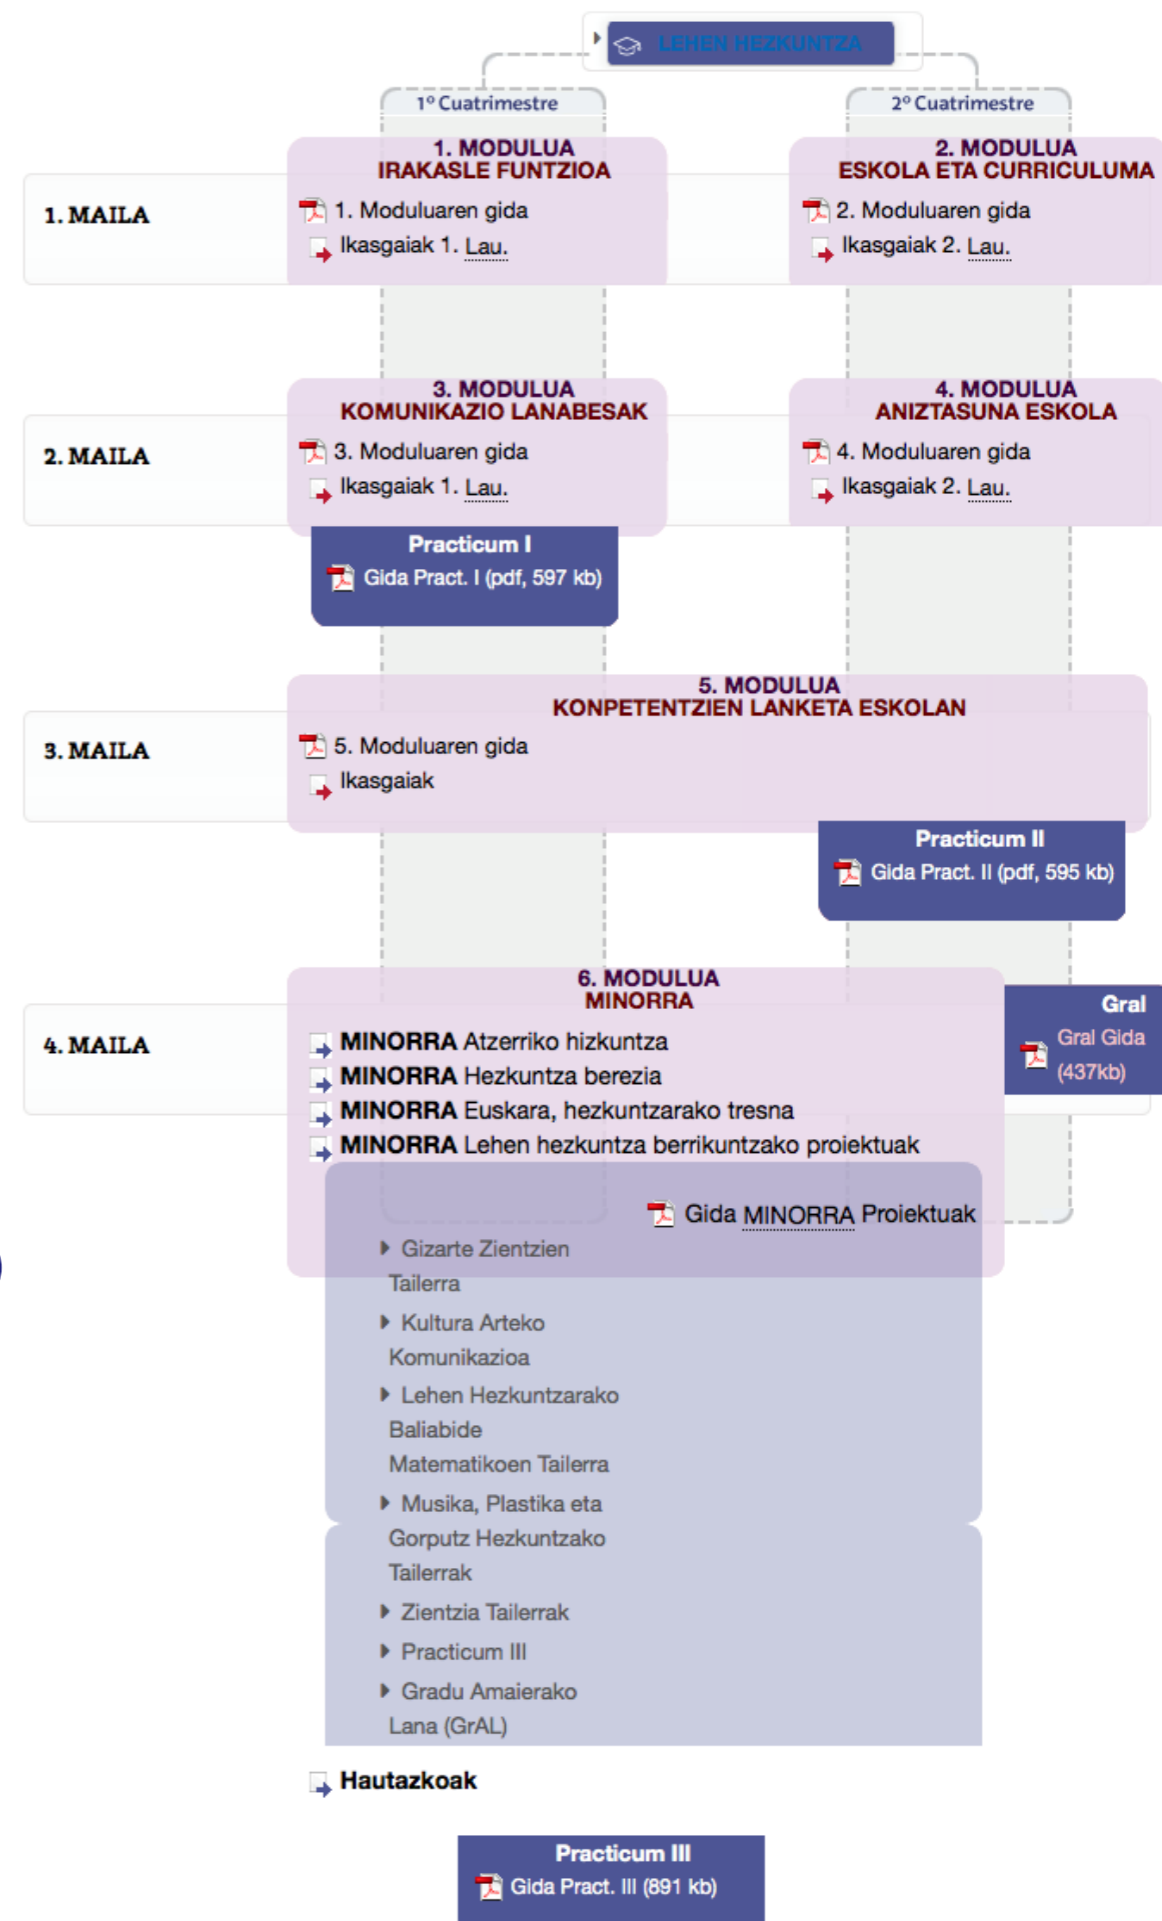 LEHEN HEZKUNTZA
1º Cuatrimestre
2º Cuatrimestre
1. MODULUA
IRAKASLE FUNTZIOA
2. MODULUA
ESKOLA ETA CURRICULUMA
1. MAILA
1. Moduluaren gida
Ikasgaiak 1. Lau.
2. Moduluaren gida
Ikasgaiak 2. Lau.
3. MODULUA
KOMUNIKAZIO LANABESAK
4. MODULUA
ANIZTASUNA ESKOLA
2. MAILA
3. Moduluaren gida
Ikasgaiak 1. Lau.
4. Moduluaren gida
Ikasgaiak 2. Lau.
Practicum I
Gida Pract. I (pdf, 597 kb)
5. MODULUA
KONPETENTZIEN LANKETA ESKOLAN
3. MAILA
5. Moduluaren gida
Ikasgaiak
Practicum II
Gida Pract. II (pdf, 595 kb)
6. MODULUA
MINORRA
4. MAILA
MINORRA Atzerriko hizkuntza
MINORRA Hezkuntza berezia
MINORRA Euskara, hezkuntzarako tresna
MINORRA Lehen hezkuntza berrikuntzako proiektuak
Gral
Gral Gida
(437kb)
Gida MINORRA Proiektuak
Gizarte Zientzien
Tailerra
Kultura Arteko
Komunikazioa
Lehen Hezkuntzarako
Baliabide
Matematikoen Tailerra
Musika, Plastika eta
Gorputz Hezkuntzako
Tailerrak
Zientzia Tailerrak
Practicum III
Gradu Amaierako
Lana (GrAL)
Hautazkoak
Practicum III
Gida Pract. III (891 kb)